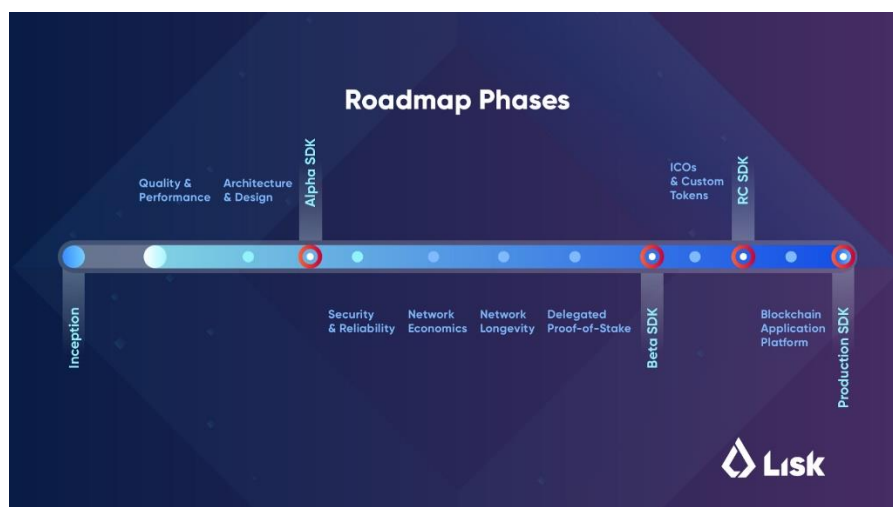 Roadmap Phases
Quality &
Performance
Architecture
& Design
Alpha SDK
ICOs
& Custom
Tokens
RC SDK
Inception
Security
& Reliability
Network
Economics
Network
Longevity
Delegated
Proof-of-Stake
Beta SDK
Blockchain
Application
Platform
Production SDK
Lisk